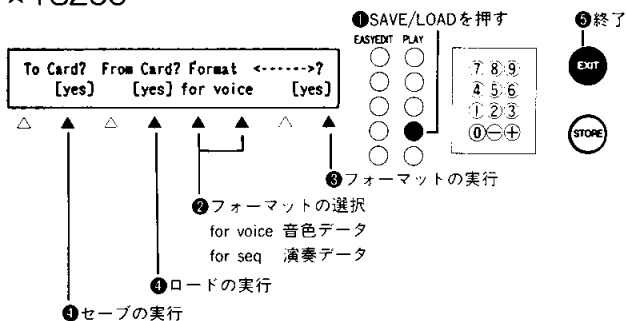 ❶SAVE/LOADを押す
❺終了
EASYEDIT PLAY
To Card? From Card? Format <------>?
[yes] [yes] for voice [yes]
7 8 9
4 5 6
1 2 3
0 − +
EXIT
STORE
❸フォーマットの実行
❷フォーマットの選択
for voice 音色データ
for seq 演奏データ
❹ロードの実行
❹セーブの実行